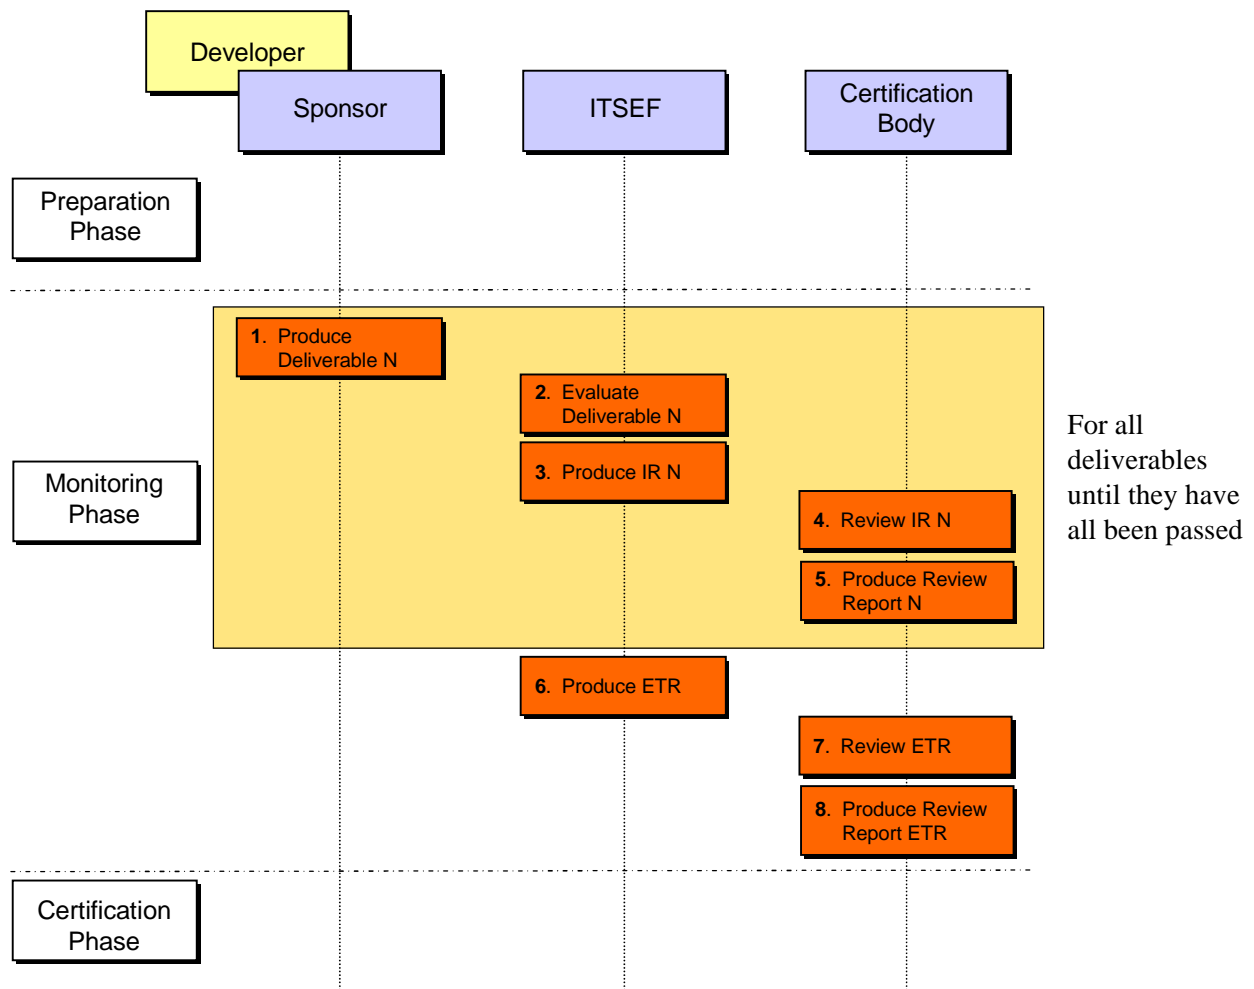 Developer
Sponsor
ITSEF
Certification
Body
Preparation
Phase
1. Produce
Deliverable N
2. Evaluate
Deliverable N
3. Produce IR N
Monitoring
Phase
4. Review IR N
5. Produce Review
Report N
For all
deliverables
until they have
all been passed
6. Produce ETR
7. Review ETR
8. Produce Review
Report ETR
Certification
Phase